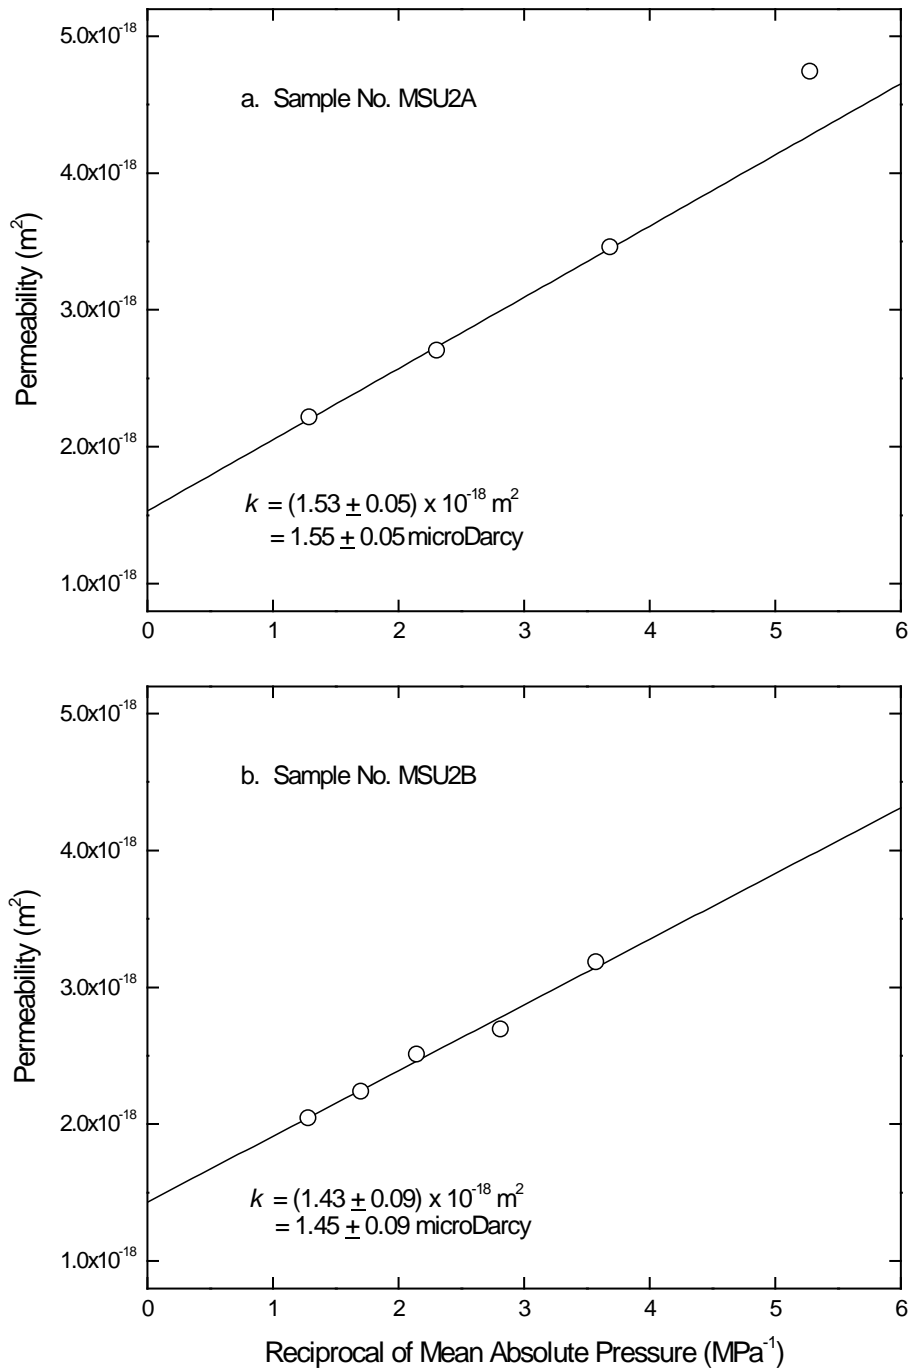 5.0x10⁻¹⁸
a. Sample No. MSU2A
4.0x10⁻¹⁸
3.0x10⁻¹⁸
2.0x10⁻¹⁸
1.0x10⁻¹⁸
Permeability (m²)
k = (1.53 ± 0.05) x 10⁻¹⁸ m²
= 1.55 ± 0.05 microDarcy
0 1 2 3 4 5 6
5.0x10⁻¹⁸
b. Sample No. MSU2B
4.0x10⁻¹⁸
3.0x10⁻¹⁸
2.0x10⁻¹⁸
1.0x10⁻¹⁸
Permeability (m²)
k = (1.43 ± 0.09) x 10⁻¹⁸ m²
= 1.45 ± 0.09 microDarcy
0 1 2 3 4 5 6
Reciprocal of Mean Absolute Pressure (MPa⁻¹)